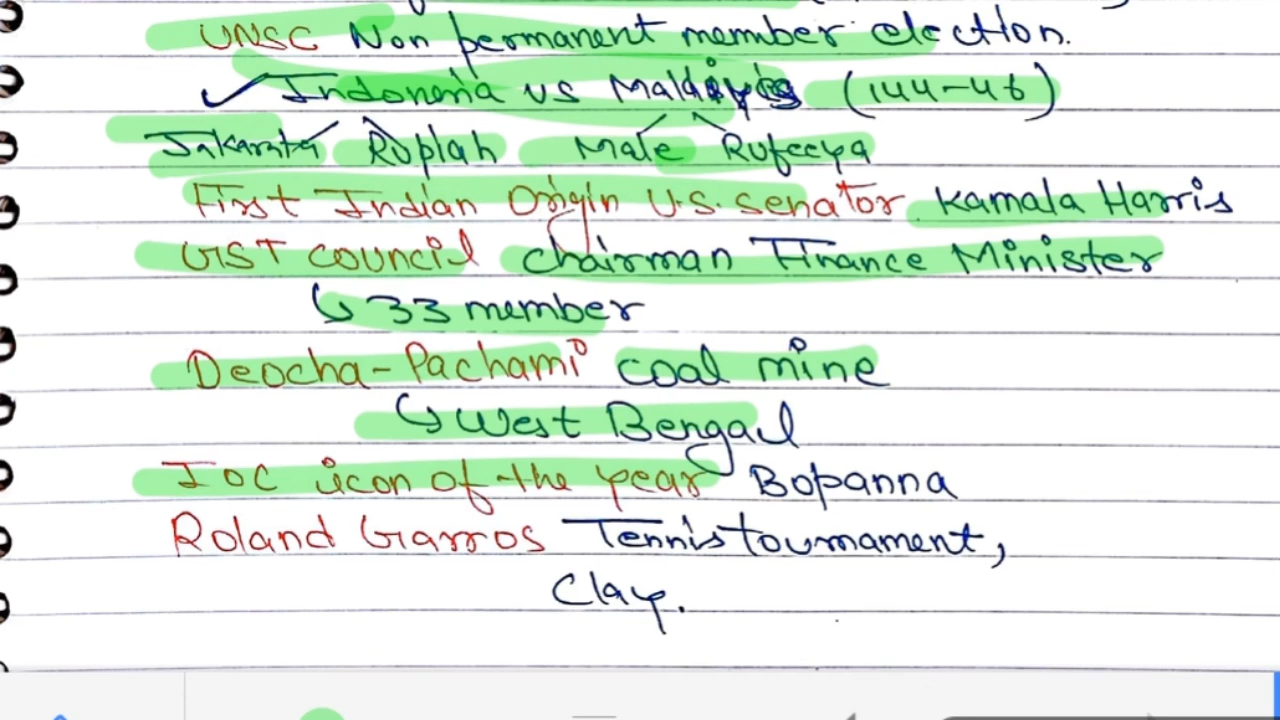 UNSC Non permanent member election.
Indonesia vs Maldives (144-46)
Jakarata Rupiah Male Rufeeya
First Indian Origin U.S. senator Kamala Harris
GST council chairman Finance Minister
↳ 33 member
Deocha-Pachami coal mine
↳ West Bengal
IOC icon of the year Bopanna
Roland Garros Tennis tournament,
Clay.